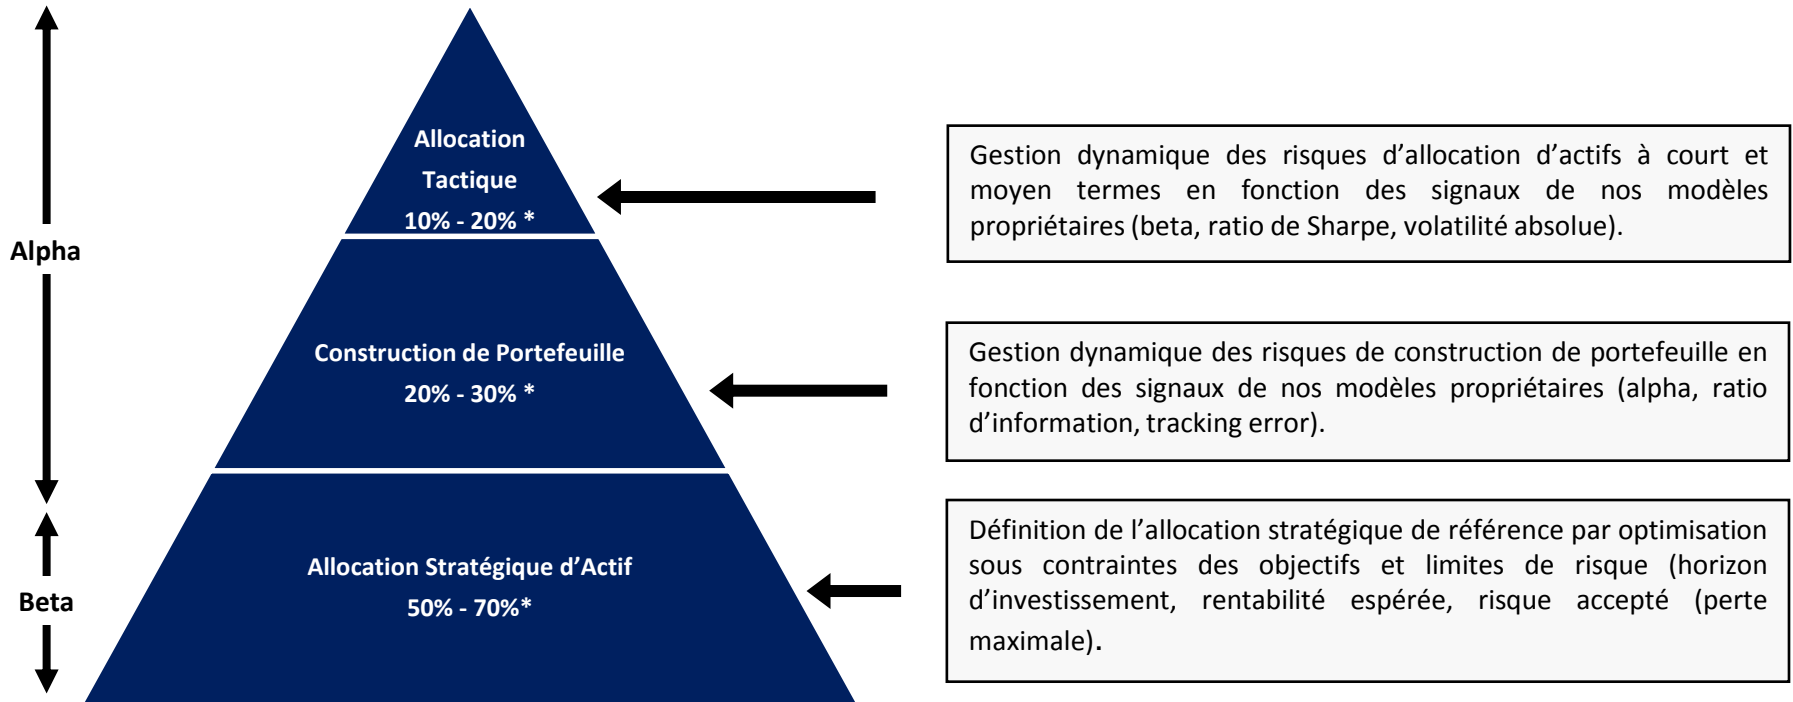 Allocation
Tactique
10% - 20% *
Gestion dynamique des risques d’allocation d’actifs à court et
moyen termes en fonction des signaux de nos modèles
propriétaires (beta, ratio de Sharpe, volatilité absolue).
Alpha
Construction de Portefeuille
20% - 30% *
Gestion dynamique des risques de construction de portefeuille en
fonction des signaux de nos modèles propriétaires (alpha, ratio
d’information, tracking error).
Allocation Stratégique d’Actif
50% - 70%*
Beta
Définition de l’allocation stratégique de référence par optimisation
sous contraintes des objectifs et limites de risque (horizon
d’investissement, rentabilité espérée, risque accepté (perte
maximale).